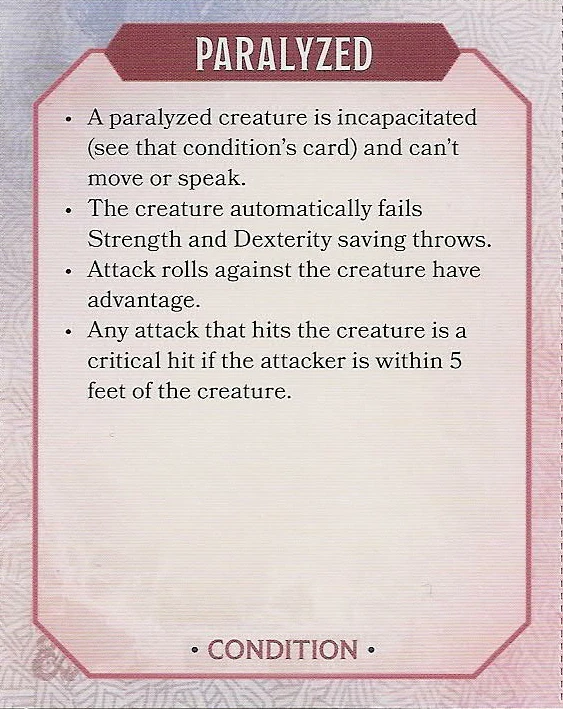 PARALYZED
• A paralyzed creature is incapacitated
(see that condition's card) and can't
move or speak.
• The creature automatically fails
Strength and Dexterity saving throws.
• Attack rolls against the creature have
advantage.
• Any attack that hits the creature is a
critical hit if the attacker is within 5
feet of the creature.
• CONDITION •